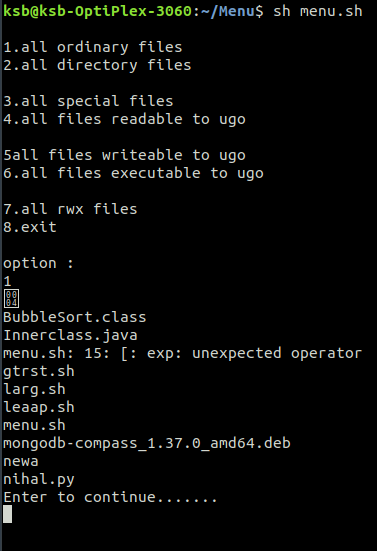 ksb@ksb-OptiPlex-3060:~/Menu$ sh menu.sh
1.all ordinary files
2.all directory files
3.all special files
4.all files readable to ugo
5all files writeable to ugo
6.all files executable to ugo
7.all rwx files
8.exit
option :
1
0004
BubbleSort.class
Innerclass.java
menu.sh: 15: [: exp: unexpected operator
gtrst.sh
larg.sh
leaap.sh
menu.sh
mongodb-compass_1.37.0_amd64.deb
newa
nihal.py
Enter to continue.......